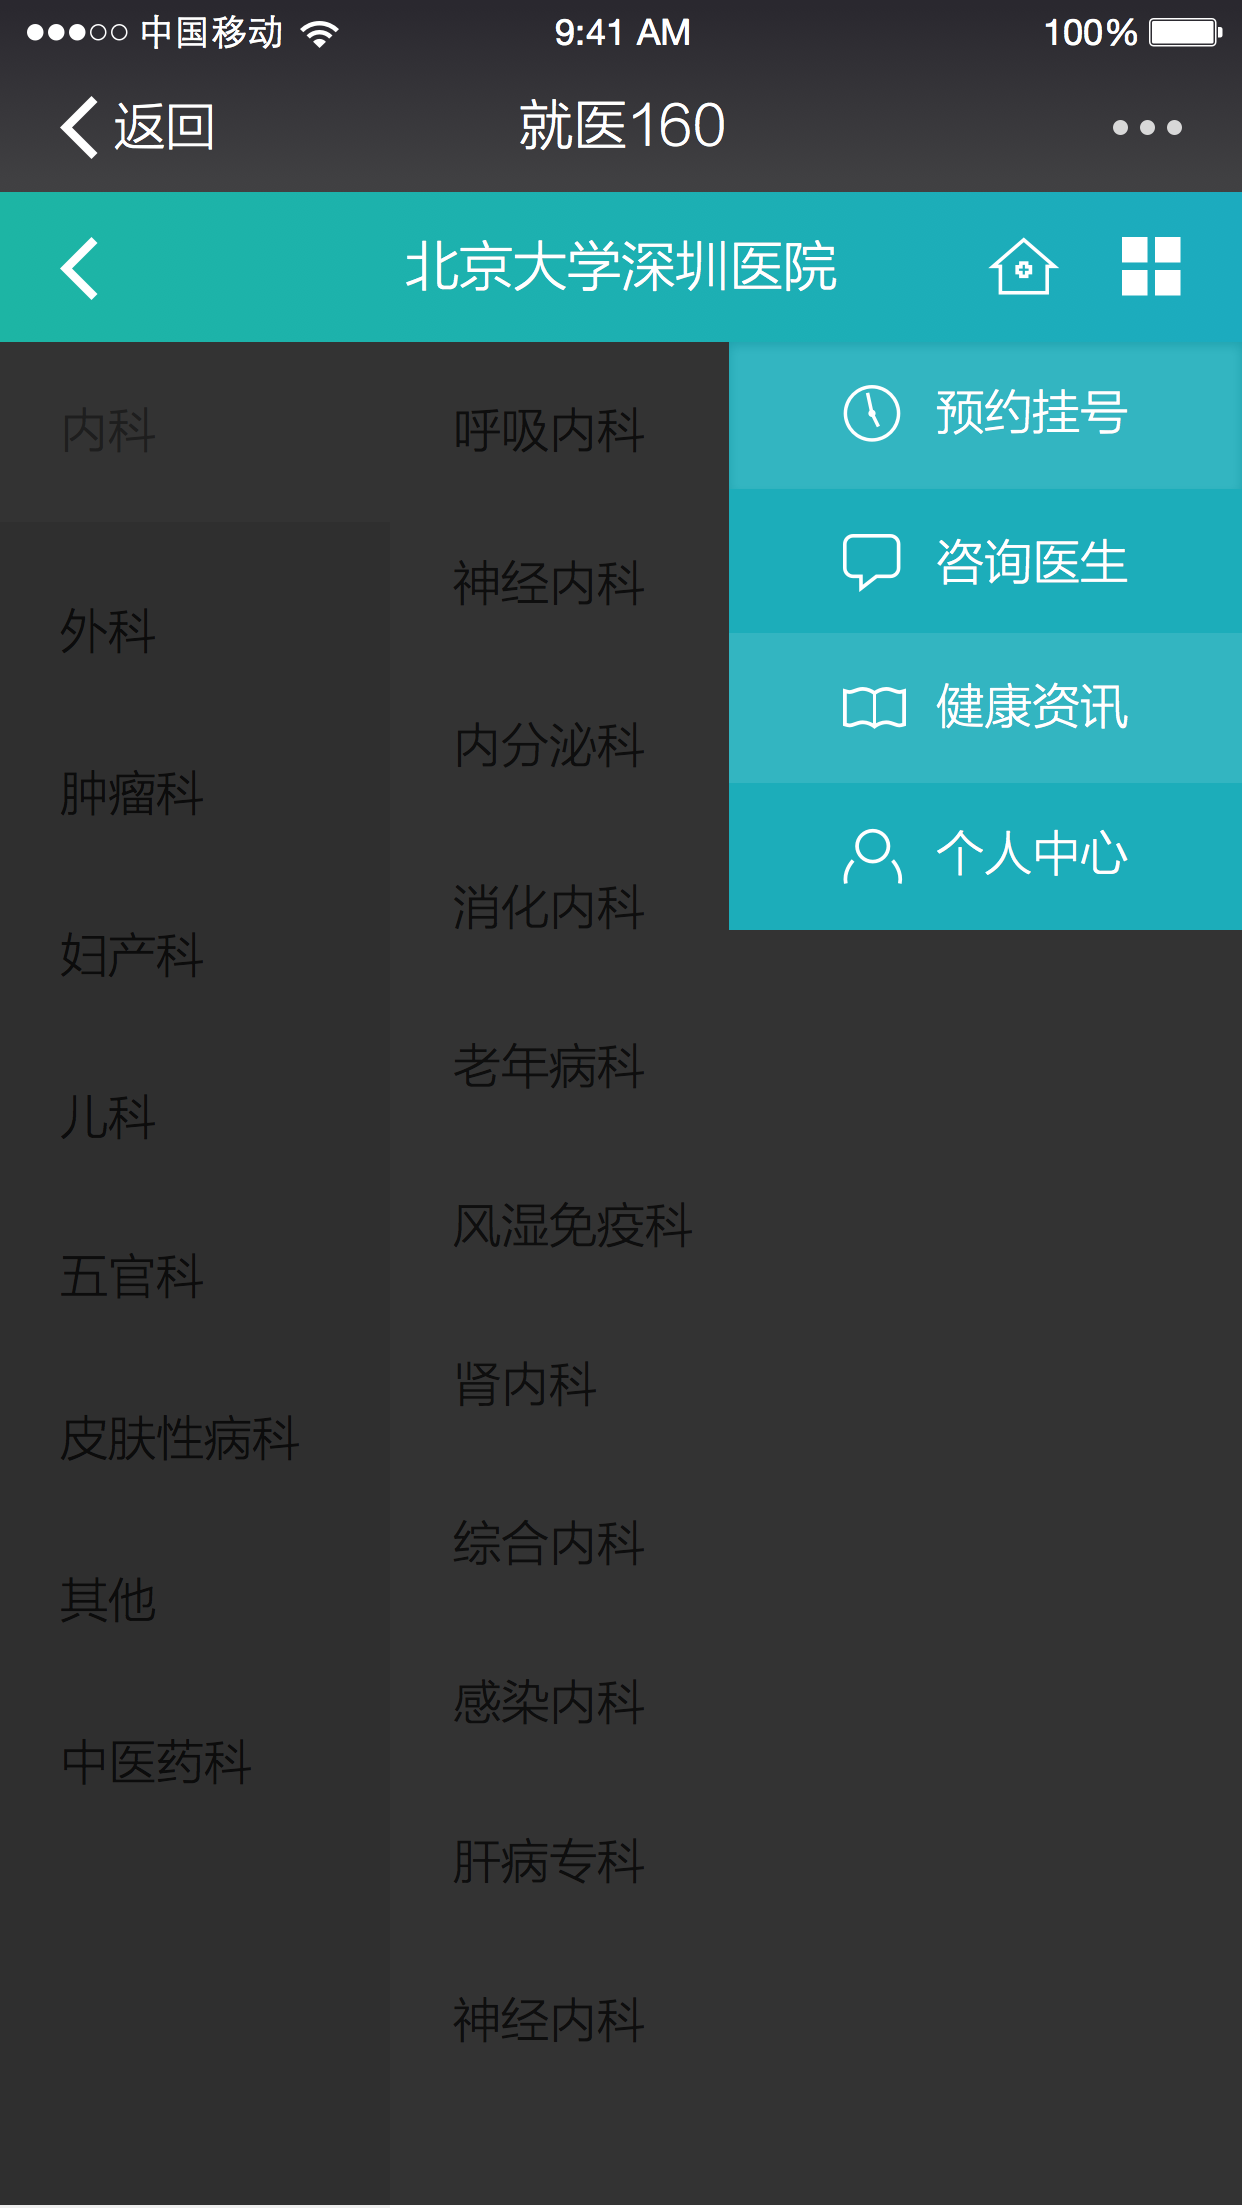 中国移动 9:41 AM 100%
返回 就医160
北京大学深圳医院
预约挂号
咨询医生
健康资讯
个人中心
内科
外科
肿瘤科
妇产科
儿科
五官科
皮肤性病科
其他
中医药科
呼吸内科
神经内科
内分泌科
消化内科
老年病科
风湿免疫科
肾内科
综合内科
感染内科
肝病专科
神经内科